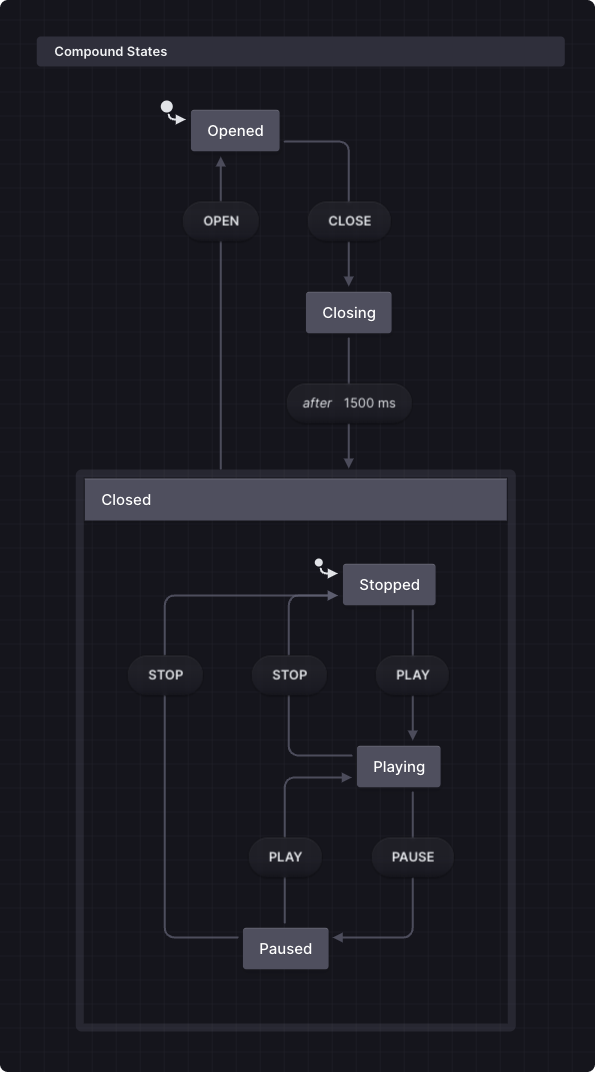 Compound States
Opened
OPEN
CLOSE
Closing
after 1500 ms
Closed
Stopped
STOP
STOP
PLAY
Playing
PLAY
PAUSE
Paused